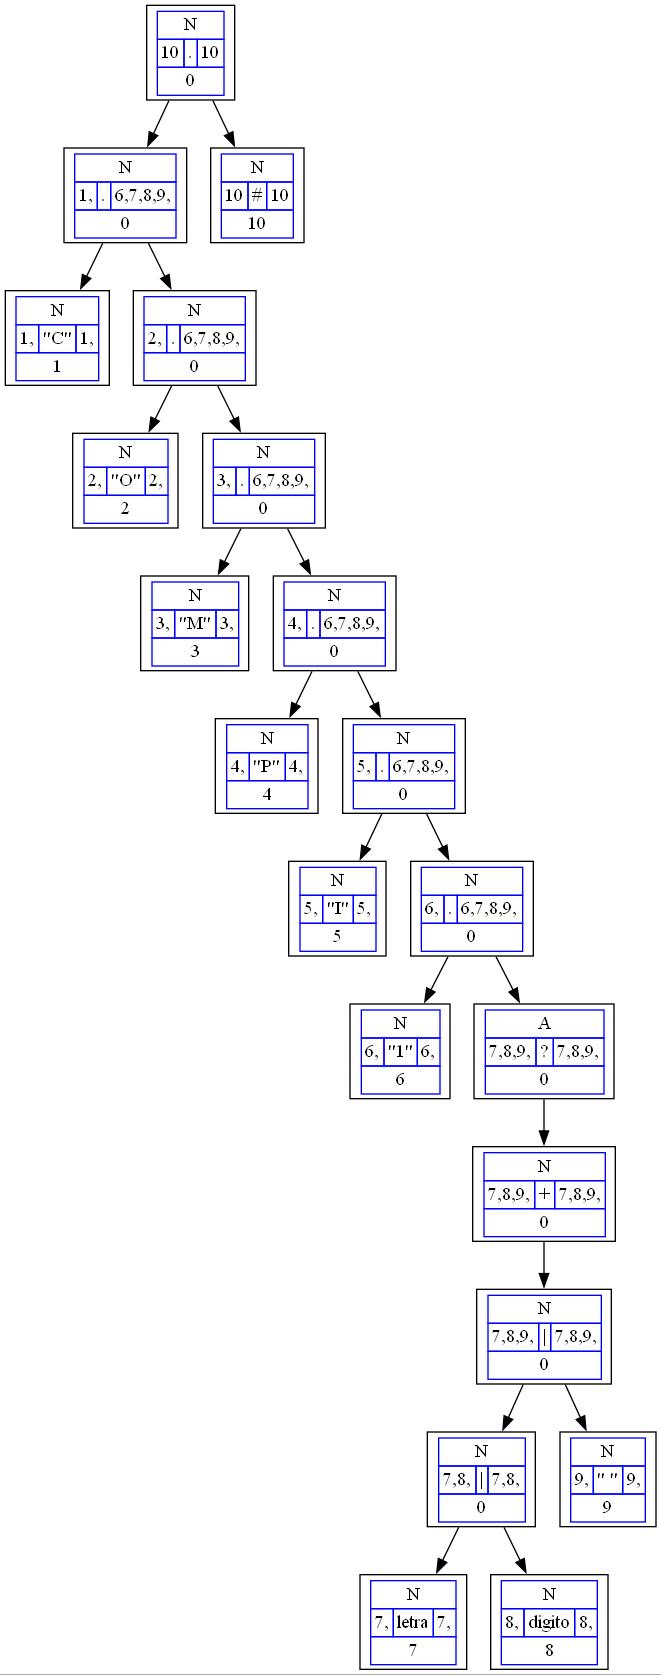 N
10 . 10
0
N
1, . 6,7,8,9,
0
N
10 # 10
10
N
1, "C" 1,
1
N
2, . 6,7,8,9,
0
N
2, "O" 2,
2
N
3, . 6,7,8,9,
0
N
3, "M" 3,
3
N
4, . 6,7,8,9,
0
N
4, "P" 4,
4
N
5, . 6,7,8,9,
0
N
5, "I" 5,
5
N
6, . 6,7,8,9,
0
N
6, "1" 6,
6
A
7,8,9, ? 7,8,9,
0
N
7,8,9, + 7,8,9,
0
N
7,8,9, | 7,8,9,
0
N
7,8, | 7,8,
0
N
9, " " 9,
9
N
7, letra 7,
7
N
8, digito 8,
8